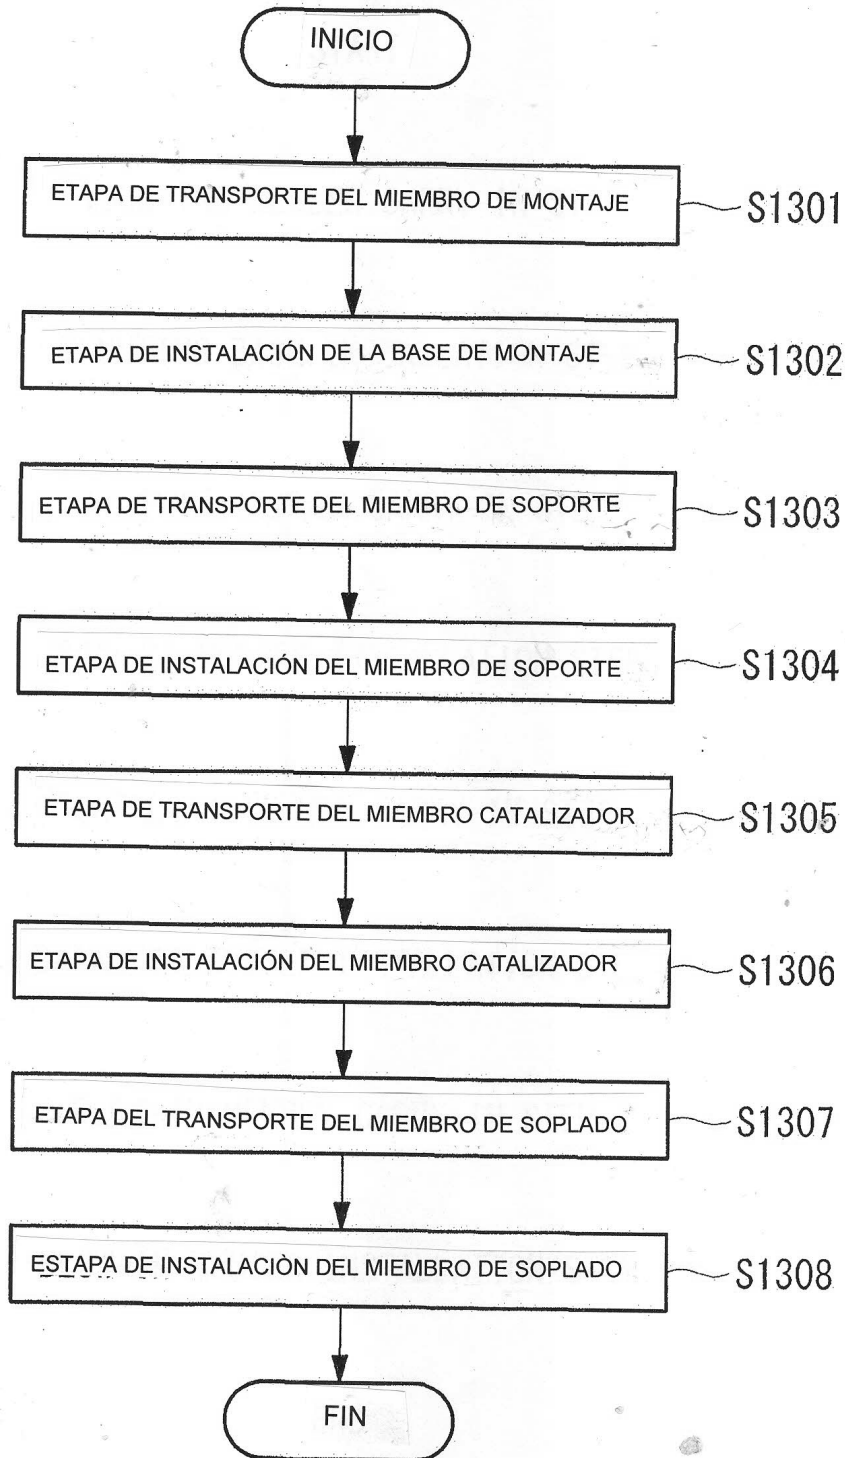 INICIO
ETAPA DE TRANSPORTE DEL MIEMBRO DE MONTAJE S1301
ETAPA DE INSTALACIÓN DE LA BASE DE MONTAJE S1302
ETAPA DE TRANSPORTE DEL MIEMBRO DE SOPORTE S1303
ETAPA DE INSTALACIÓN DEL MIEMBRO DE SOPORTE S1304
ETAPA DE TRANSPORTE DEL MIEMBRO CATALIZADOR S1305
ETAPA DE INSTALACIÓN DEL MIEMBRO CATALIZADOR S1306
ETAPA DEL TRANSPORTE DEL MIEMBRO DE SOPLADO S1307
ESTAPA DE INSTALACIÒN DEL MIEMBRO DE SOPLADO S1308
FIN